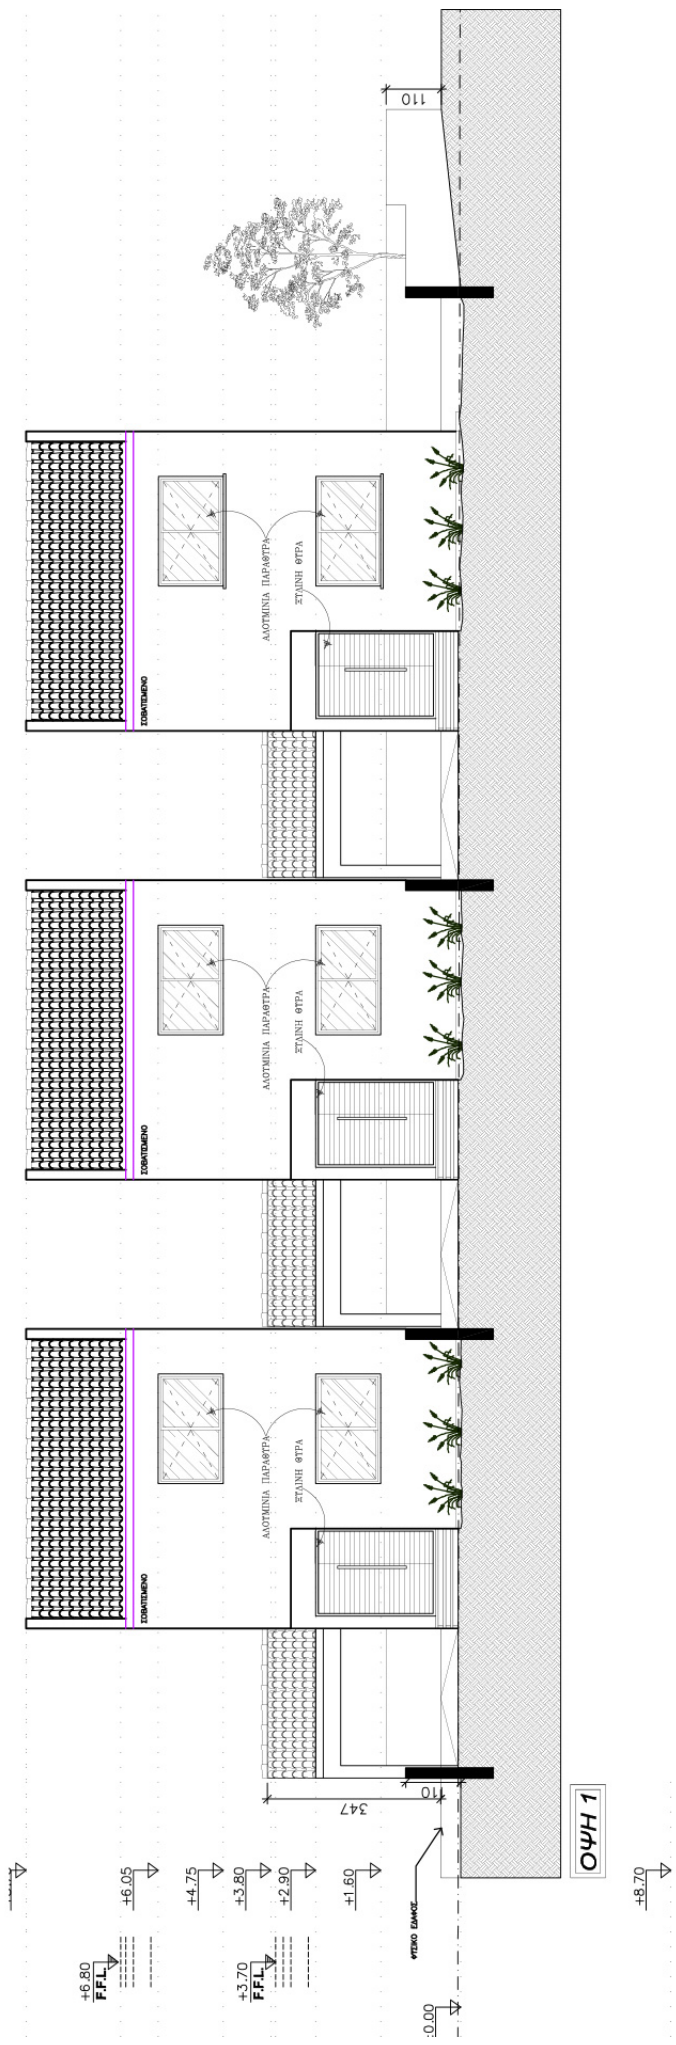 110
ΑΛΟΥΜΙΝΙΑ ΠΑΡΑΘΥΡΑ
ΞΥΛΙΝΗ ΘΥΡΑ
ΣΟΒΑΤΙΣΜΕΝΟ
ΑΛΟΥΜΙΝΙΑ ΠΑΡΑΘΥΡΑ
ΞΥΛΙΝΗ ΘΥΡΑ
ΣΟΒΑΤΙΣΜΕΝΟ
ΑΛΟΥΜΙΝΙΑ ΠΑΡΑΘΥΡΑ
ΞΥΛΙΝΗ ΘΥΡΑ
ΣΟΒΑΤΙΣΜΕΝΟ
110
347
ΟΨΗ 1
+6.05
+4.75
+3.80
+2.90
+1.60
+8.70
ΦΥΣΙΚΟ ΕΔΑΦΟΣ
+6.80
F.F.L.
+3.70
F.F.L.
0.00